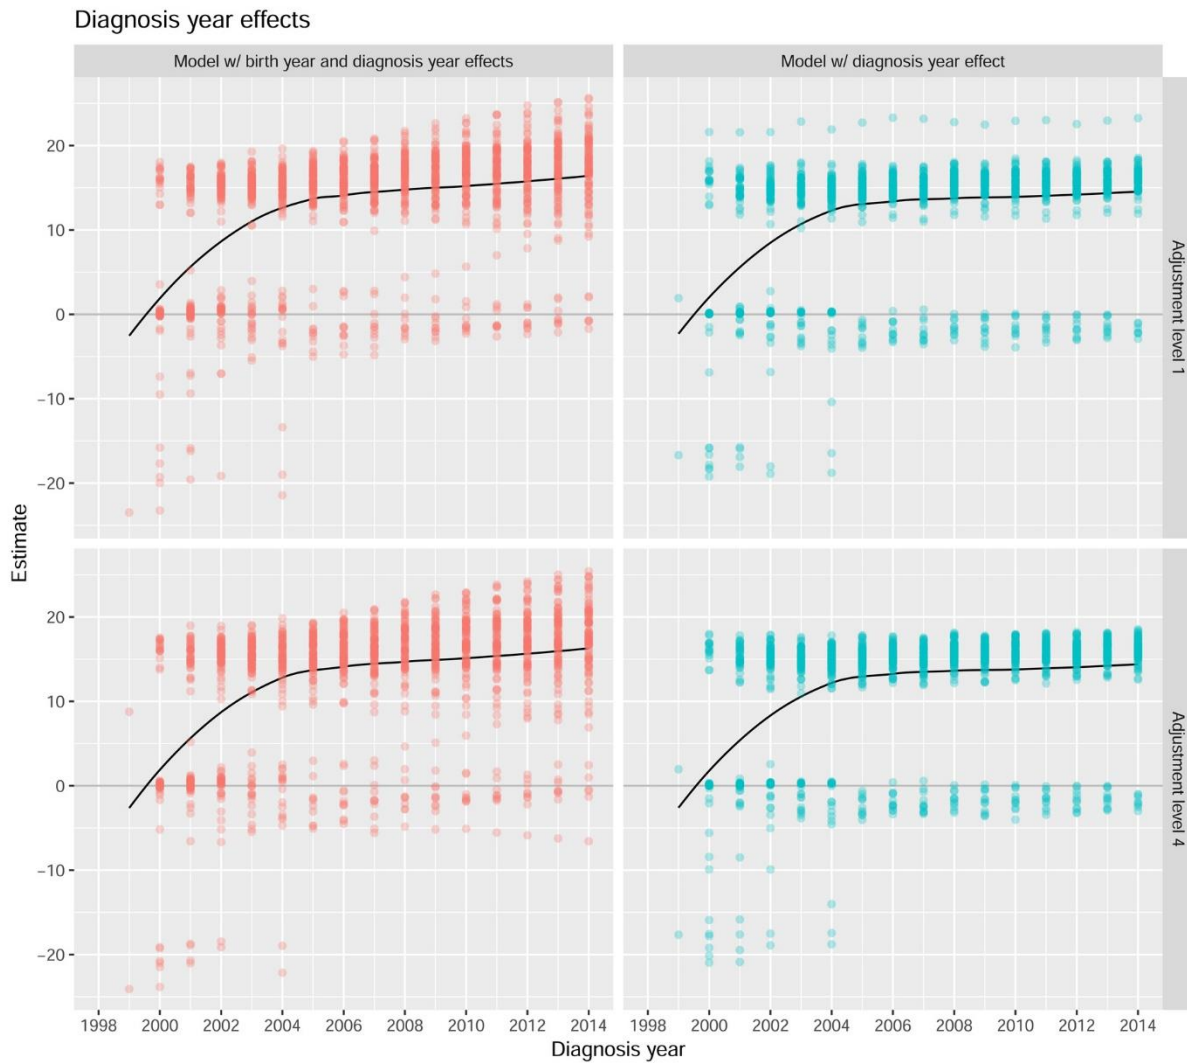 Diagnosis year effects
Model w/ birth year and diagnosis year effects
Model w/ diagnosis year effect
20
10
0
−10
−20
Adjustment level 1
Estimate
20
10
0
−10
−20
Adjustment level 4
1998 2000 2002 2004 2006 2008 2010 2012 2014
1998 2000 2002 2004 2006 2008 2010 2012 2014
Diagnosis year